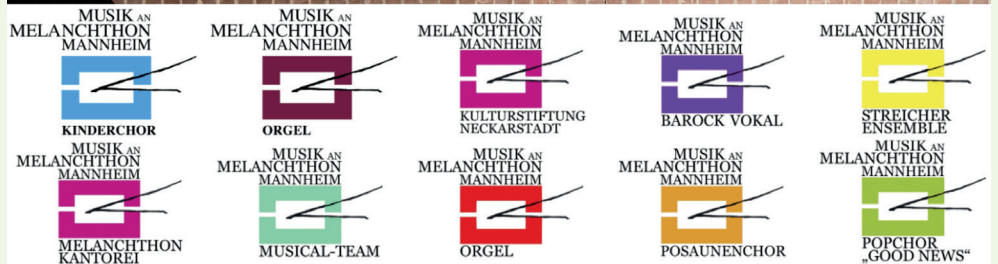 MUSIK AN
MELANCHTHON
MANNHEIM
KINDERCHOR
MUSIK AN
MELANCHTHON
MANNHEIM
ORGEL
MUSIK AN
MELANCHTHON
MANNHEIM
KULTURSTIFTUNG
NECKARSTADT
MUSIK AN
MELANCHTHON
MANNHEIM
BAROCK VOKAL
MUSIK AN
MELANCHTHON
MANNHEIM
STREICHER
ENSEMBLE
MUSIK AN
MELANCHTHON
MANNHEIM
MELANCHTHON
KANTOREI
MUSIK AN
MELANCHTHON
MANNHEIM
MUSICAL-TEAM
MUSIK AN
MELANCHTHON
MANNHEIM
ORGEL
MUSIK AN
MELANCHTHON
MANNHEIM
POSAUNENCHOR
MUSIK AN
MELANCHTHON
MANNHEIM
POPCHOR
„GOOD NEWS“